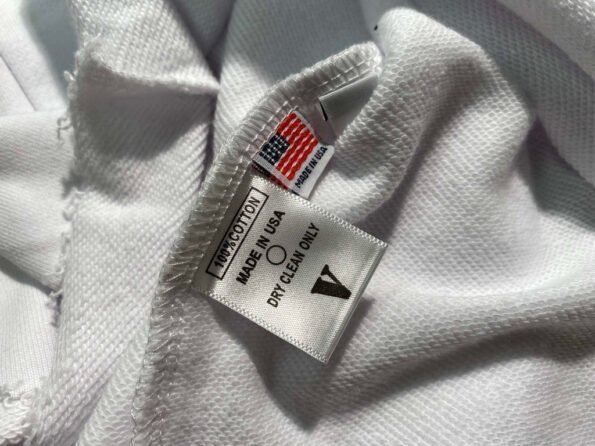 MADE IN USA
100% COTTON
MADE IN USA
DRY CLEAN ONLY
V